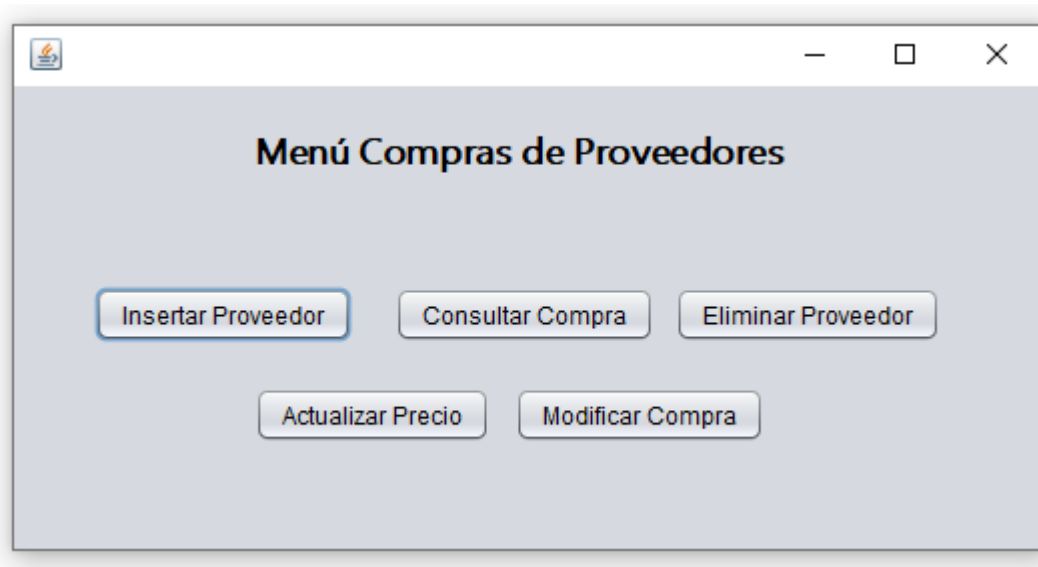 Menú Compras de Proveedores
Insertar Proveedor Consultar Compra Eliminar Proveedor
Actualizar Precio Modificar Compra